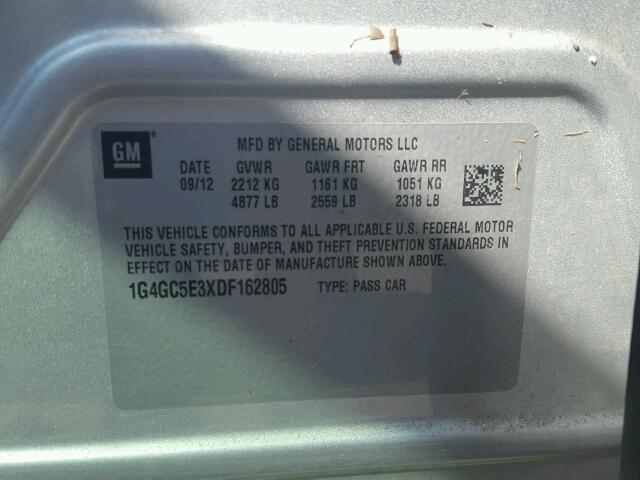 GM
MFD BY GENERAL MOTORS LLC
DATE GVWR GAWR FRT GAWR RR
09/12 2212 KG 1161 KG 1051 KG
4877 LB 2559 LB 2318 LB
THIS VEHICLE CONFORMS TO ALL APPLICABLE U.S. FEDERAL MOTOR
VEHICLE SAFETY, BUMPER, AND THEFT PREVENTION STANDARDS IN
EFFECT ON THE DATE OF MANUFACTURE SHOWN ABOVE.
1G4GC5E3XDF162805 TYPE: PASS CAR